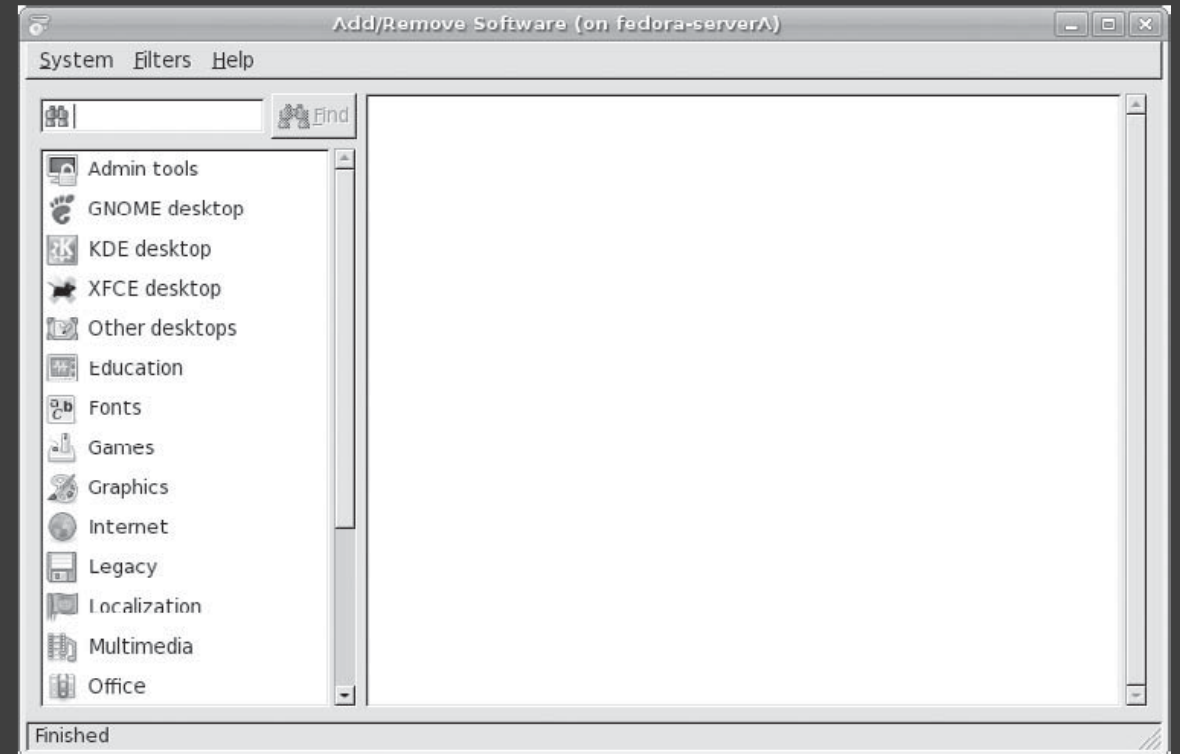 Add/Remove Software (on fedora-serverA)
System Filters Help
Find
Admin tools
GNOME desktop
KDE desktop
XFCE desktop
Other desktops
Education
Fonts
Games
Graphics
Internet
Legacy
Localization
Multimedia
Office
Finished